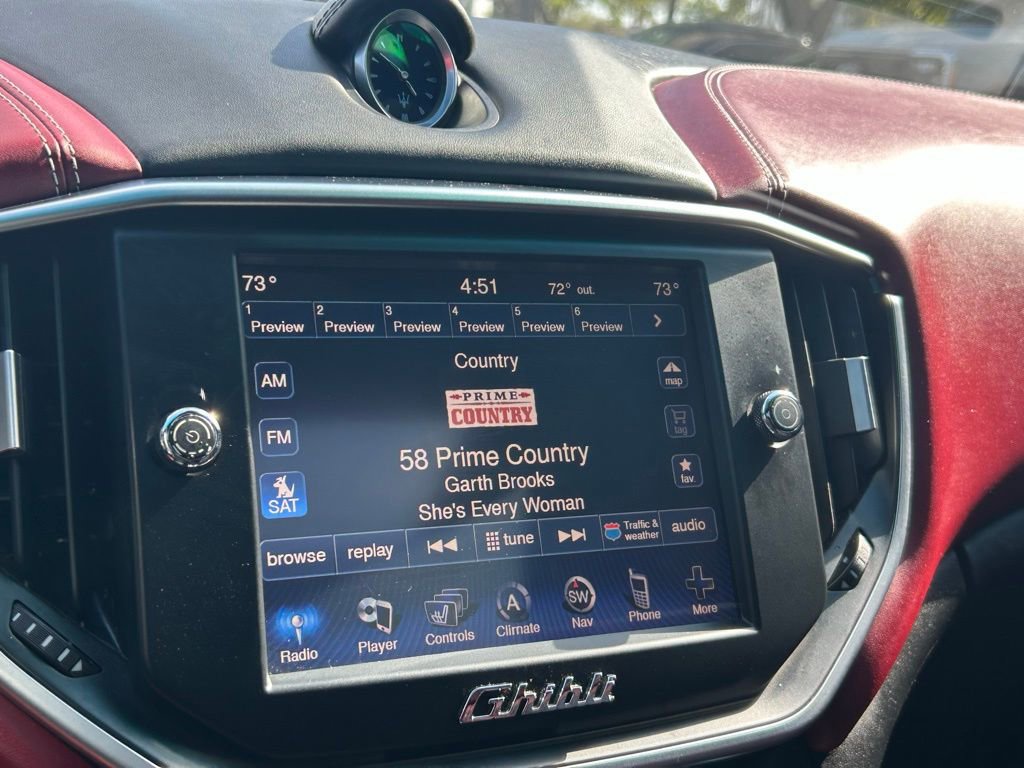 73° 4:51 72° out. 73°
1 Preview 2 Preview 3 Preview 4 Preview 5 Preview 6 Preview >
Country
AM
map
PRIME
COUNTRY
FM
tag
58 Prime Country
Garth Brooks
fav.
SAT
She's Every Woman
browse replay tune Traffic & weather audio
A SW
Radio Player Controls Climate Nav Phone More
Ghibli